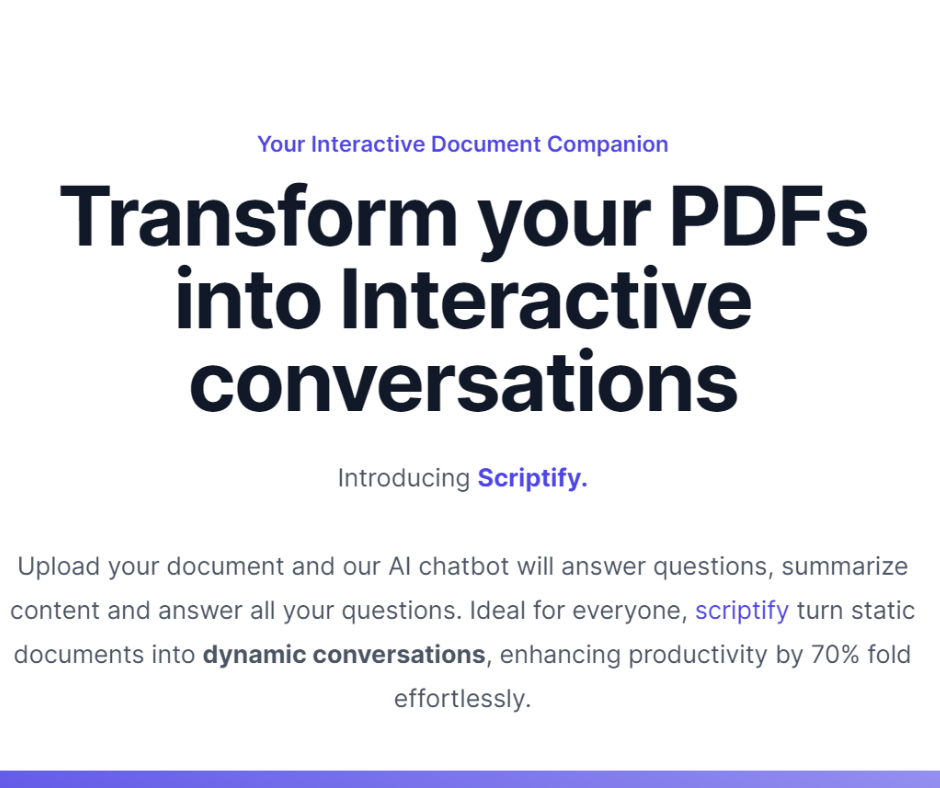 Your Interactive Document Companion
Transform your PDFs
into Interactive
conversations
Introducing Scriptify.
Upload your document and our AI chatbot will answer questions, summarize
content and answer all your questions. Ideal for everyone, scriptify turn static
documents into dynamic conversations, enhancing productivity by 70% fold
effortlessly.